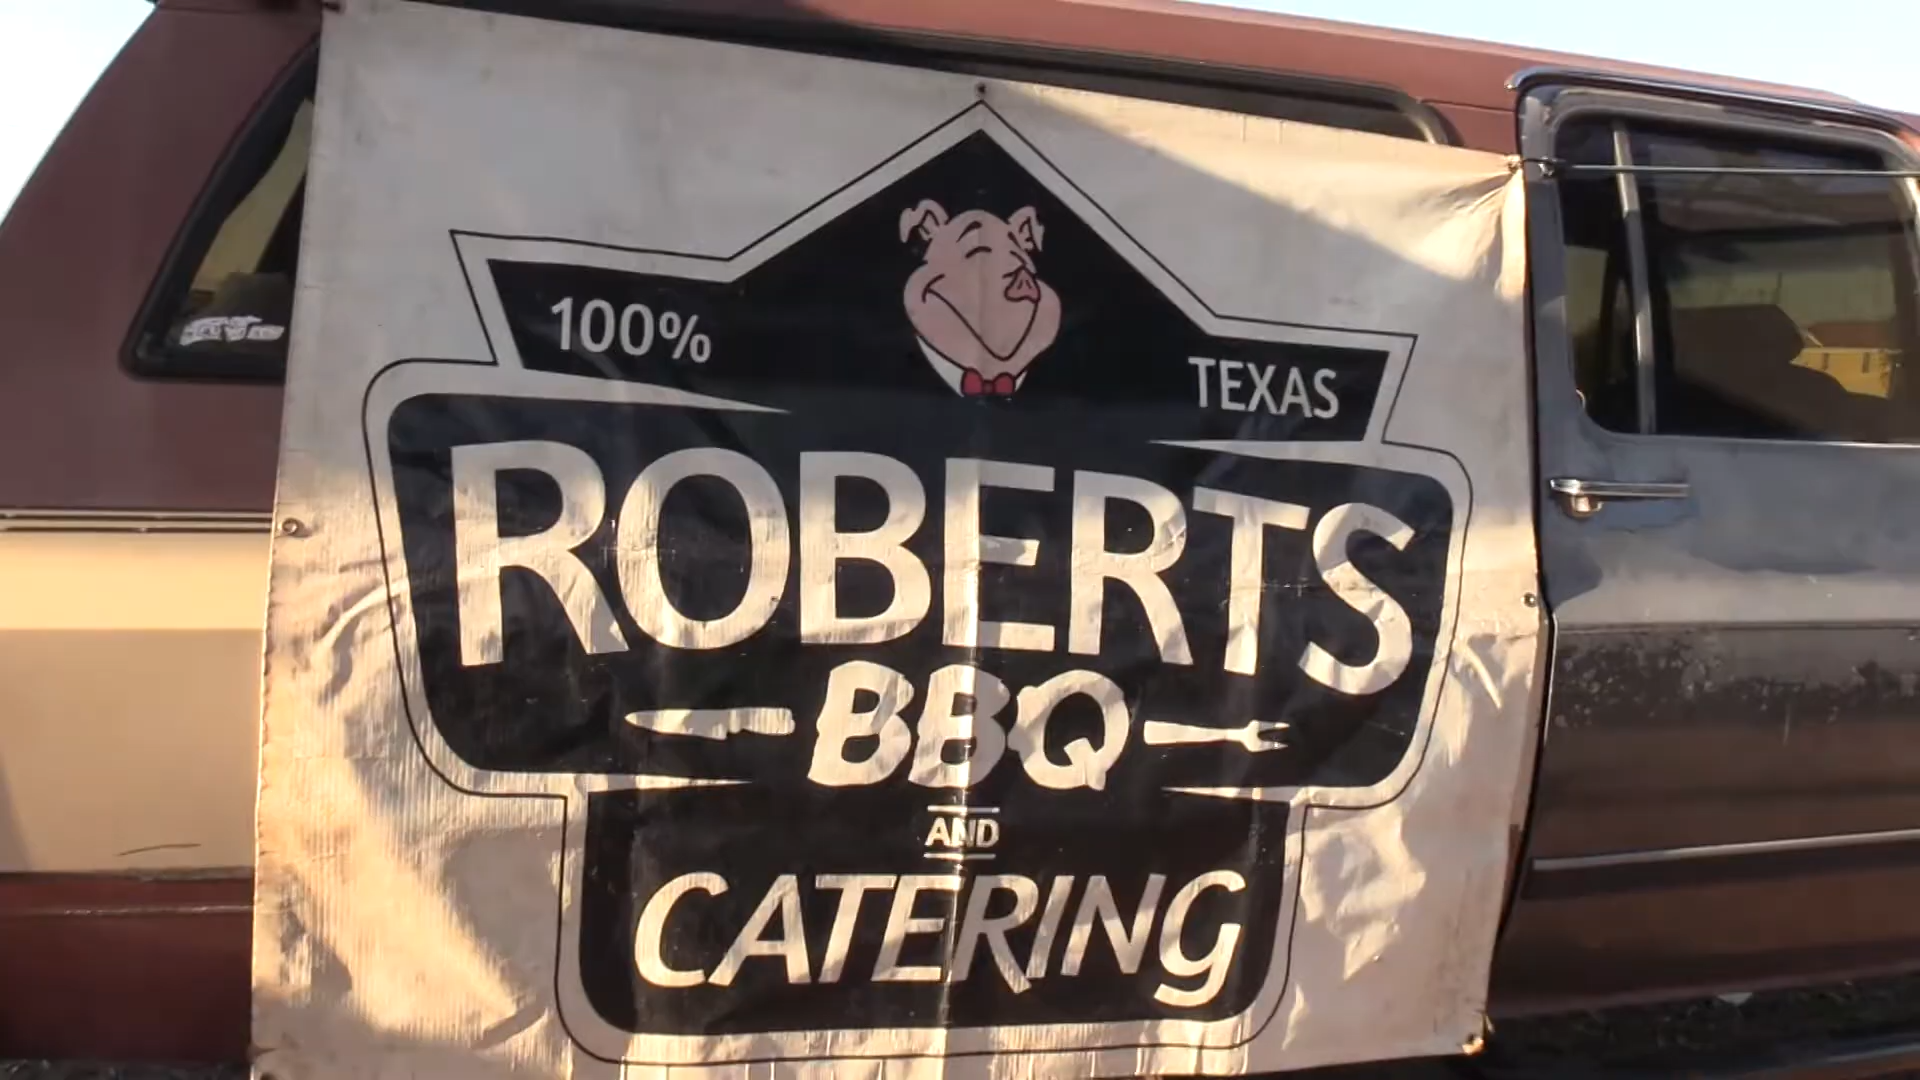 100%
TEXAS
ROBERTS
BBQ
AND
CATERING